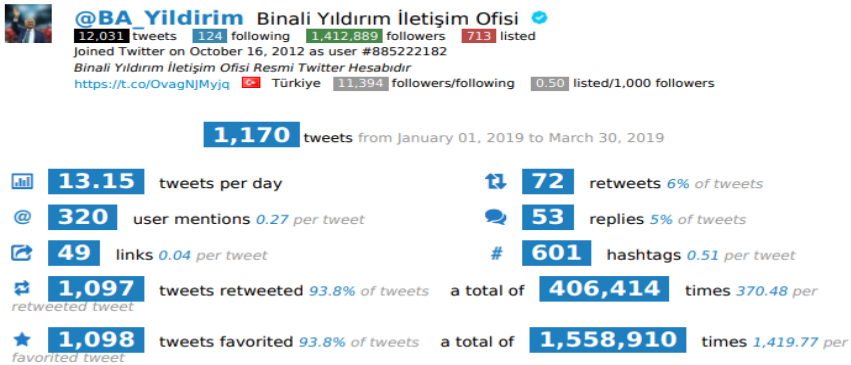 @BA_Yildirim Binali Yıldırım İletişim Ofisi
12,031 tweets 124 following 1,412,889 followers 713 listed
Joined Twitter on October 16, 2012 as user #885222182
Binali Yıldırım İletişim Ofisi Resmi Twitter Hesabıdır
https://t.co/OvagNJMyjq Türkiye 11,394 followers/following 0.50 listed/1,000 followers
1,170 tweets from January 01, 2019 to March 30, 2019
13.15 tweets per day 72 retweets 6% of tweets
@ 320 user mentions 0.27 per tweet 53 replies 5% of tweets
49 links 0.04 per tweet # 601 hashtags 0.51 per tweet
1,097 tweets retweeted 93.8% of tweets a total of 406,414 times 370.48 per
retweeted tweet
1,098 tweets favorited 93.8% of tweets a total of 1,558,910 times 1,419.77 per
favorited tweet